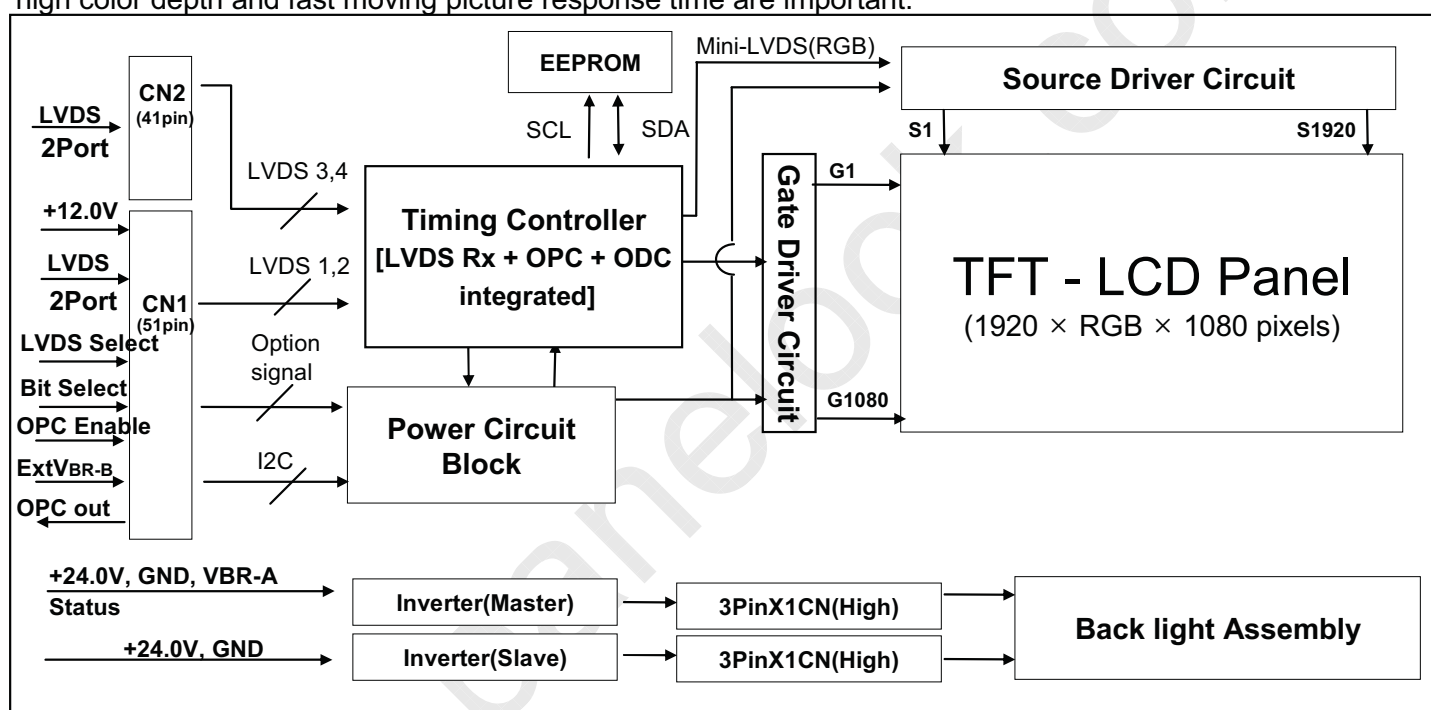 high color depth and fast moving picture response time are important.
EEPROM
Mini-LVDS(RGB)
Source Driver Circuit
CN2
(41pin)
LVDS
2Port
SCL
SDA
S1
S1920
LVDS 3,4
Timing Controller
[LVDS Rx + OPC + ODC
integrated]
Gate Driver Circuit
G1
G1080
TFT - LCD Panel
(1920 × RGB × 1080 pixels)
+12.0V
LVDS
2Port
CN1
(51pin)
LVDS 1,2
LVDS Select
Bit Select
OPC Enable
ExtVBR-B
OPC out
Option
signal
I2C
Power Circuit
Block
+24.0V, GND, VBR-A
Status
Inverter(Master)
3PinX1CN(High)
Back light Assembly
+24.0V, GND
Inverter(Slave)
3PinX1CN(High)